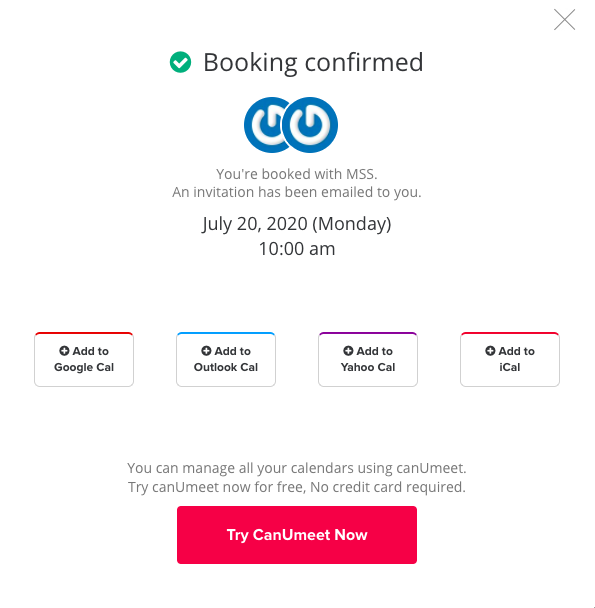 Booking confirmed
You're booked with MSS.
An invitation has been emailed to you.
July 20, 2020 (Monday)
10:00 am
Add to
Google Cal
Add to
Outlook Cal
Add to
Yahoo Cal
Add to
iCal
You can manage all your calendars using canUmeet.
Try canUmeet now for free, No credit card required.
Try CanUmeet Now